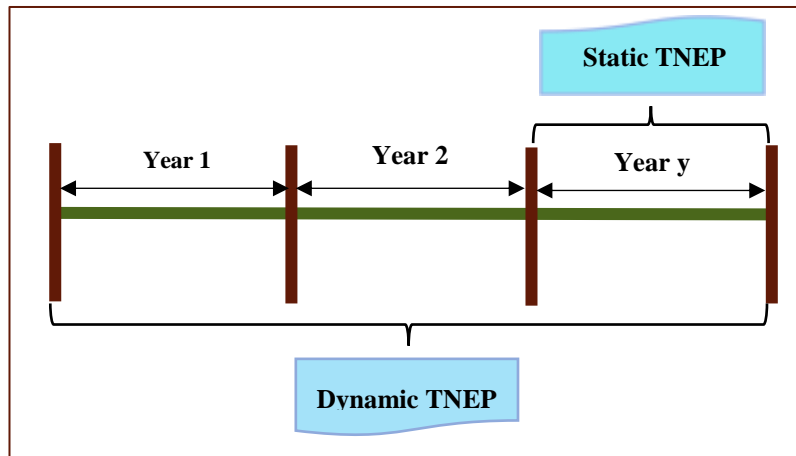 Static TNEP
Year 1
Year 2
Year y
Dynamic TNEP